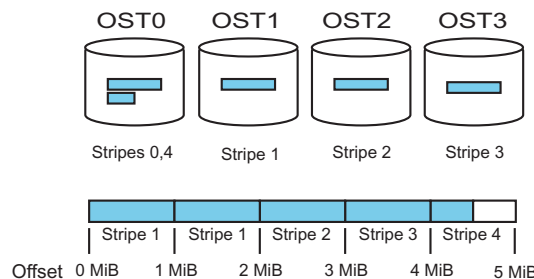 OST0 OST1 OST2 OST3
Stripes 0,4 Stripe 1 Stripe 2 Stripe 3
Stripe 1 Stripe 1 Stripe 2 Stripe 3 Stripe 4
Offset 0 MiB 1 MiB 2 MiB 3 MiB 4 MiB 5 MiB